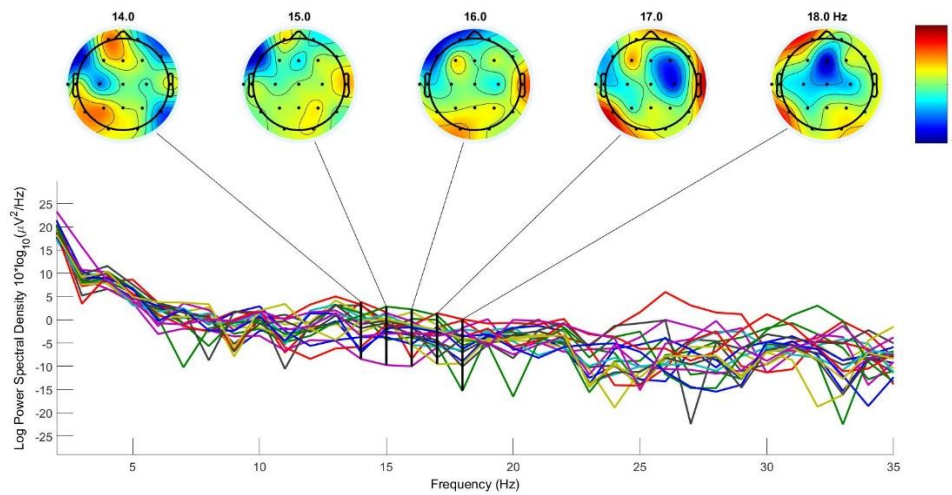 14.0 15.0 16.0 17.0 18.0 Hz
Log Power Spectral Density 10*log10(μV2/Hz)
25
20
15
10
5
0
-5
-10
-15
-20
-25
5 10 15 20 25 30 35
Frequency (Hz)